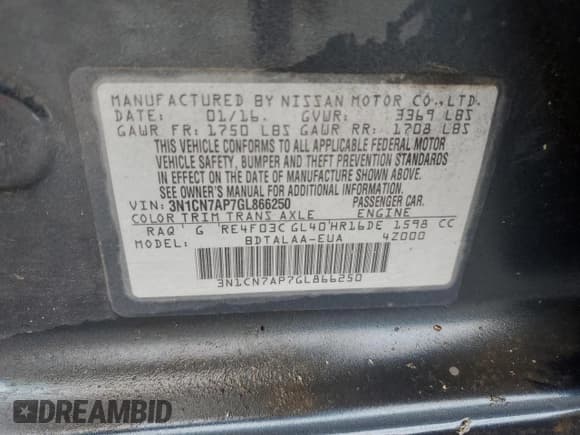 MANUFACTURED BY NISSAN MOTOR CO.,LTD.
DATE: 01/16. GVWR: 3369 LBS
GAWR FR: 1750 LBS GAWR RR: 1708 LBS
THIS VEHICLE CONFORMS TO ALL APPLICABLE FEDERAL MOTOR
VEHICLE SAFETY, BUMPER AND THEFT PREVENTION STANDARDS
IN EFFECT ON THE DATE OF MANUFACTURE SHOWN ABOVE.
SEE OWNER'S MANUAL FOR ADDITIONAL INFORMATION.
VIN: 3N1CN7AP7GL866250 PASSENGER CAR.
COLOR TRIM TRANS AXLE ENGINE
RAQ G RE4F03C GL40 HR16DE 1598 CC
MODEL: BDTALAA-EUA 4Z000
3N1CN7AP7GL866250
DREAMBID